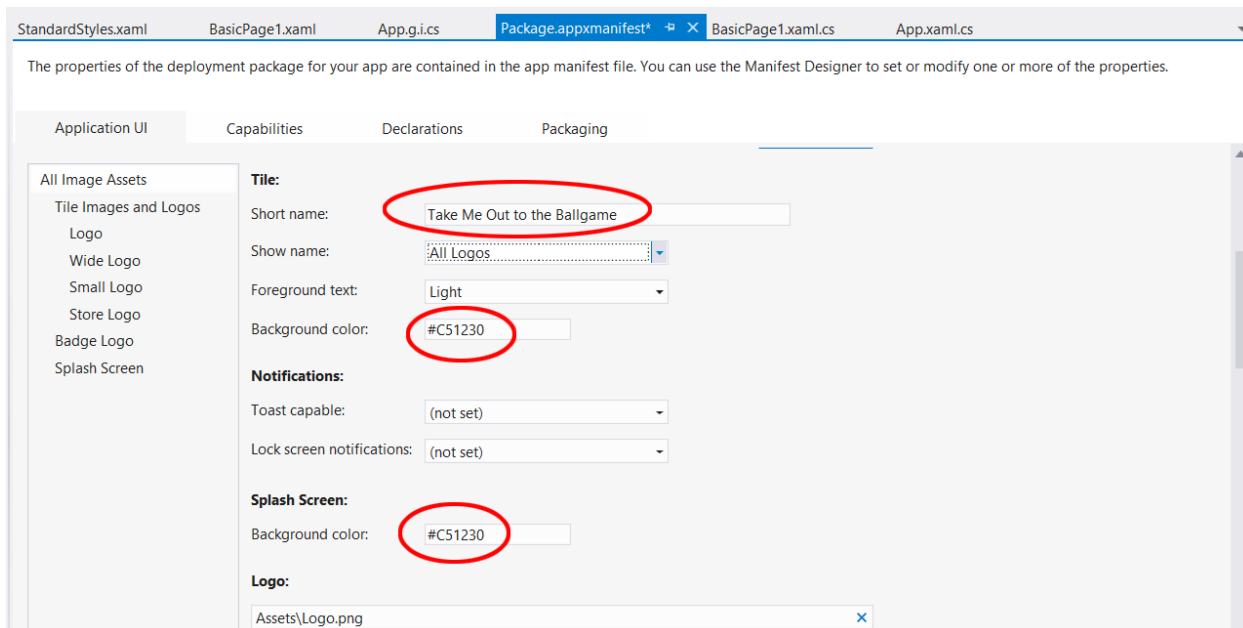 StandardStyles.xaml BasicPage1.xaml App.g.i.cs Package.appxmanifest* BasicPage1.xaml.cs App.xaml.cs
The properties of the deployment package for your app are contained in the app manifest file. You can use the Manifest Designer to set or modify one or more of the properties.
Application UI Capabilities Declarations Packaging
All Image Assets
Tile Images and Logos
Logo
Wide Logo
Small Logo
Store Logo
Badge Logo
Splash Screen
Tile:
Short name: Take Me Out to the Ballgame
Show name: All Logos
Foreground text: Light
Background color: #C51230
Notifications:
Toast capable: (not set)
Lock screen notifications: (not set)
Splash Screen:
Background color: #C51230
Logo:
Assets\Logo.png